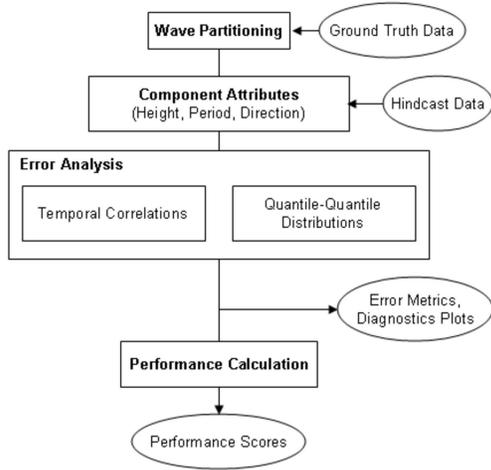 Wave Partitioning
Ground Truth Data
Component Attributes
(Height, Period, Direction)
Hindcast Data
Error Analysis
Temporal Correlations
Quantile-Quantile
Distributions
Error Metrics,
Diagnostics Plots
Performance Calculation
Performance Scores